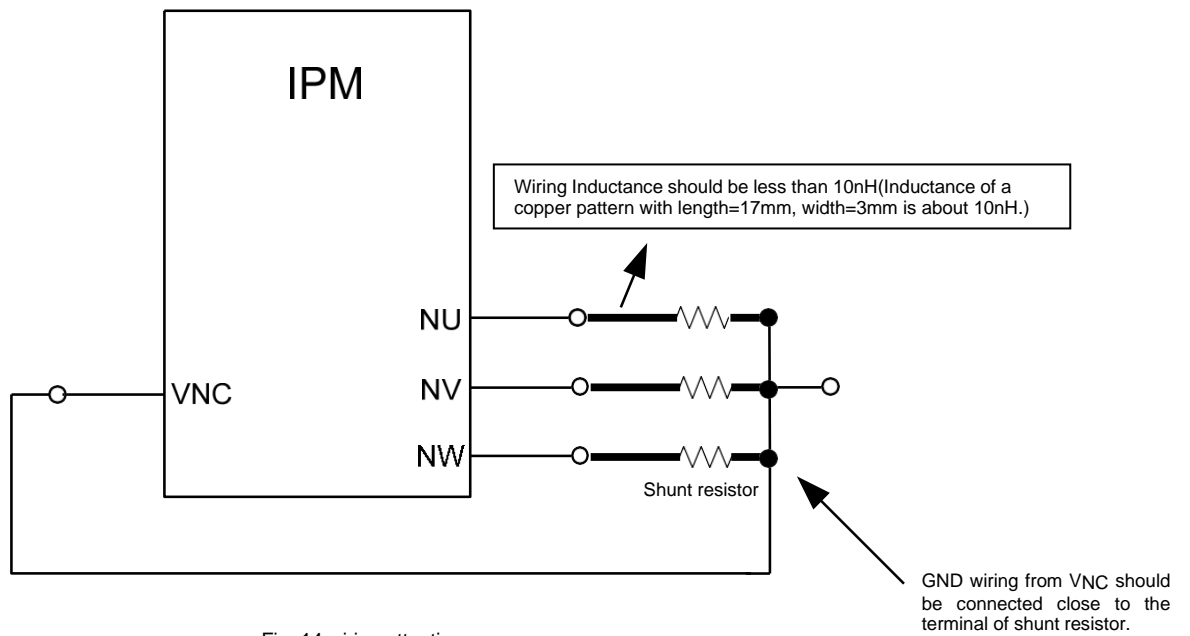 IPM
Wiring Inductance should be less than 10nH(Inductance of a
copper pattern with length=17mm, width=3mm is about 10nH.)
NU
VNC
NV
NW
Shunt resistor
GND wiring from VNC should
be connected close to the
terminal of shunt resistor.